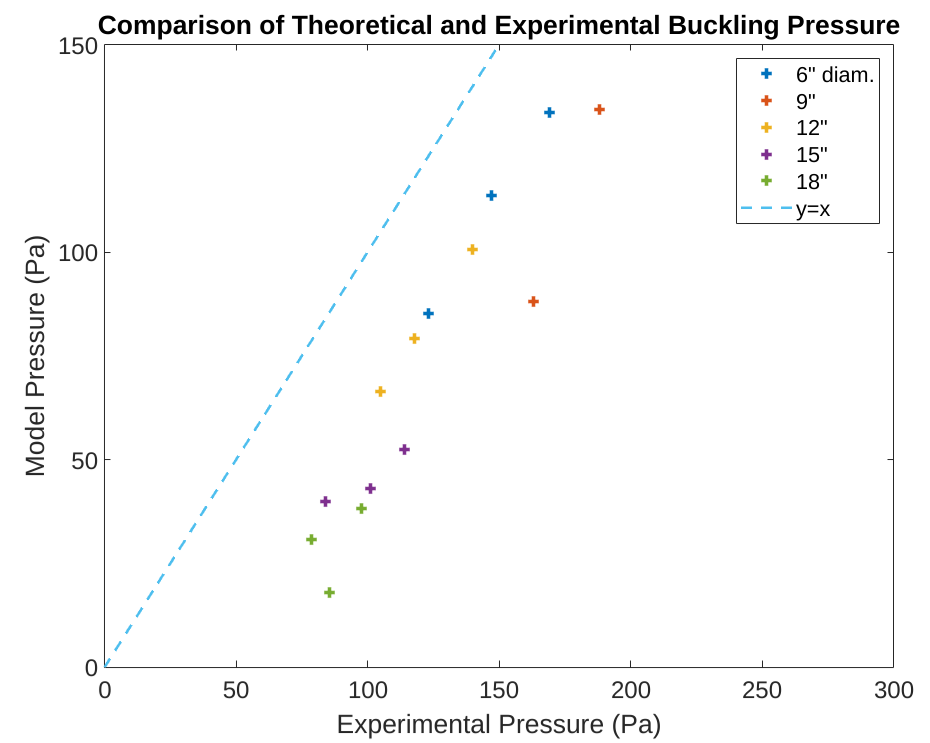 Comparison of Theoretical and Experimental Buckling Pressure
150
100
50
0
Model Pressure (Pa)
6" diam.
9"
12"
15"
18"
y=x
0 50 100 150 200 250 300
Experimental Pressure (Pa)